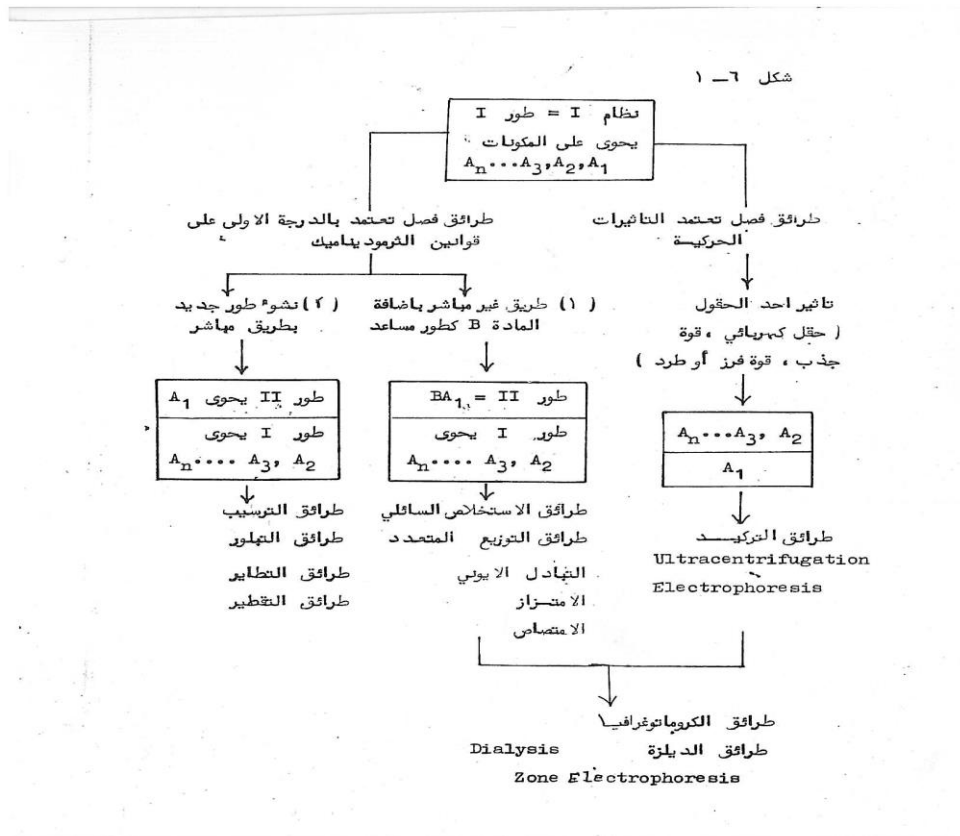 شكل ٦ــ ١
نظام I = طور I
يحوى على المكونات
Aₙ...A₃,A₂,A₁
طرائق فصل تعتمد التاثيرات
الحركيــة
طرائق فصل تعتمد بالدرجة الاولى على
قوانين الثرموديناميك
تاثير احد الحقول
( حقل كهربائي ، قوة
جذب ، قوة فرز أو طرد )
Aₙ...A₃, A₂
A₁
طرائق التركيــــد
Ultracentrifugation
Electrophoresis
( ١ ) طريق غير مباشر باضافة
المادة B كطور مساعد
طور BA₁ = II
طور I يحوى
Aₙ.... A₃, A₂
طرائق الاستخلاص السائلي
طرائق التوزيع المتعدد
التبادل الايوني
الامتــزاز
الامتصاص
( ٢ ) نشوء طور جديد
بطريق مباشر
طور II يحوى A₁
طور I يحوى
Aₙ.... A₃, A₂
طرائق الترسيب
طرائق التبلور
طرائق التطاير
طرائق التقطير
طرائق الكروماتوغرافيـا
طرائق الديلزة Dialysis
Zone Electrophoresis